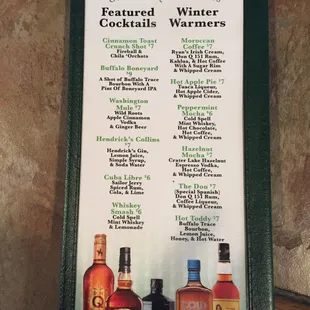 Featured
Cocktails
Cinnamon Toast
Crunch Shot $7
Fireball &
Chila 'Orchata
Buffalo Boneyard
$9
A Shot of Buffalo Trace
Bourbon With A
Pint Of Boneyard IPA
Washington
Mule $7
Wild Roots
Apple Cinnamon
Vodka
& Ginger Beer
Hendrick's Collins
$7
Hendrick's Gin,
Lemon Juice,
Simple Syrup,
& Soda Water
Cuba Libre $6
Sailor Jerry
Spiced Rum,
Cola, & Lime
Whiskey
Smash $6
Cold Spell
Mint Whiskey
& Lemonade
Winter
Warmers
Moroccan
Coffee $7
Ryan's Irish Cream,
Don Q 151 Rum,
Kahlua, & Hot Coffee
With A Sugar Rim
& Whipped Cream
Hot Apple Pie $7
Tuaca Liqueur,
Hot Apple Cider,
& Whipped Cream
Peppermint
Mocha $6
Cold Spell
Mint Whiskey,
Hot Chocolate,
Hot Coffee,
& Whipped Cream
Hazelnut
Mocha $7
Crater Lake Hazelnut
Espresso Vodka,
Hot Coffee,
& Whipped Cream
The Don $7
(Special Spanish)
Don Q 151 Rum,
Coffee Liqueur,
& Whipped Cream
Hot Toddy $7
Buffalo Trace
Bourbon,
Lemon Juice,
Honey, & Hot Water